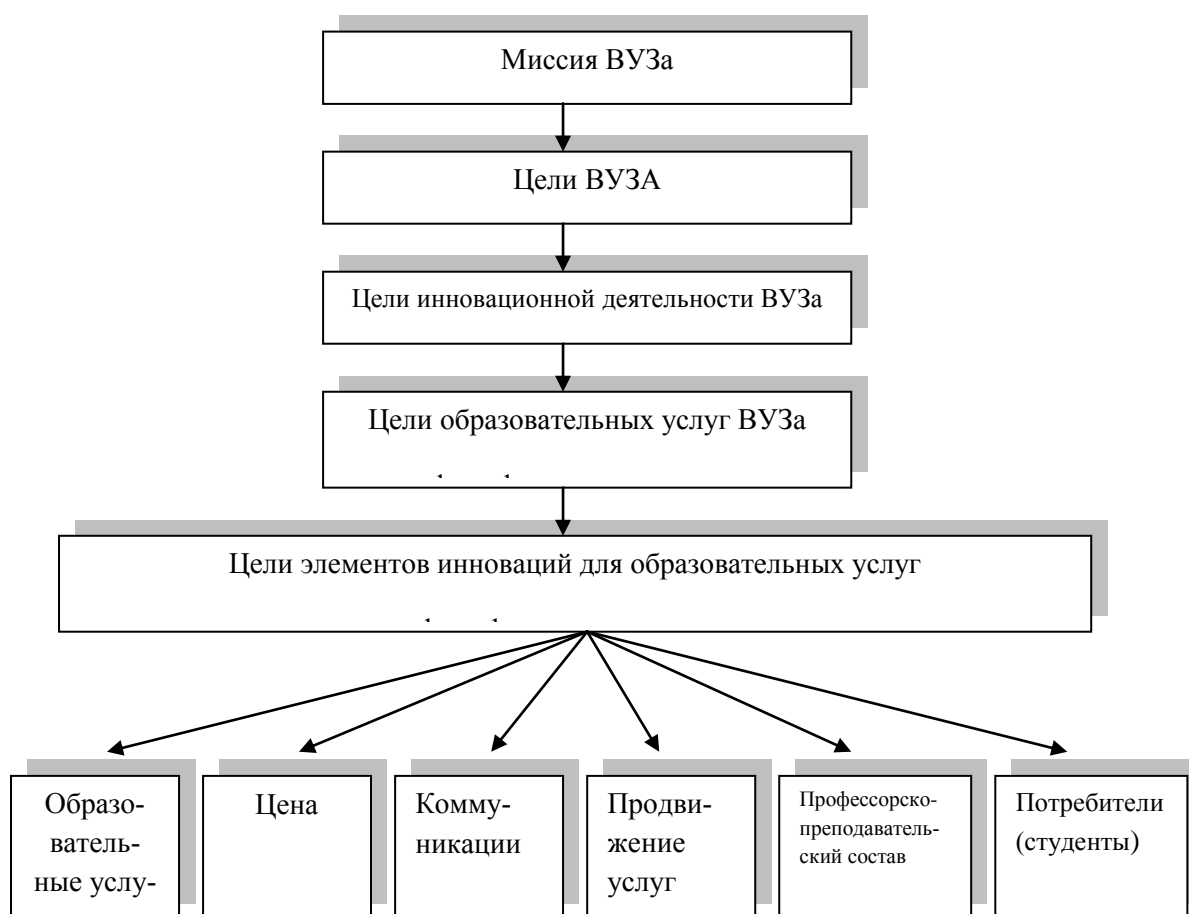 Миссия ВУЗа
Цели ВУЗА
Цели инновационной деятельности ВУЗа
Цели образовательных услуг ВУЗа
Цели элементов инноваций для образовательных услуг
Образо-
ватель-
ные услу-
Цена
Комму-
никации
Продви-
жение
услуг
Профессорско-
преподаватель-
ский состав
Потребители
(студенты)